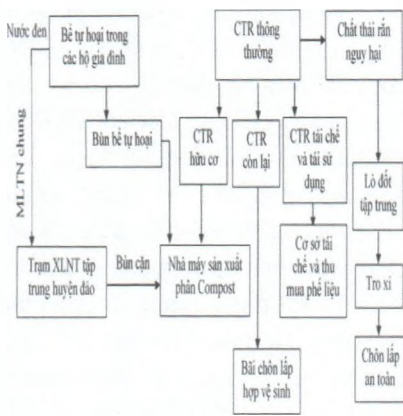 Nước đen
Bể tự hoại trong
các hộ gia đình
CTR thông
thường
Chất thải rắn
nguy hại
MLTN chung
Bùn bể tự hoại
CTR
hữu cơ
CTR
còn lại
CTR tái chế
và tái sử
dụng
Lò đốt
tập trung
Trạm XLNT tập
trung huyện đảo
Bùn cặn
Nhà máy sản xuất
phân Compost
Cơ sở tái
chế và thu
mua phế liệu
Tro xỉ
Bãi chôn lấp
hợp vệ sinh
Chôn lấp
an toàn